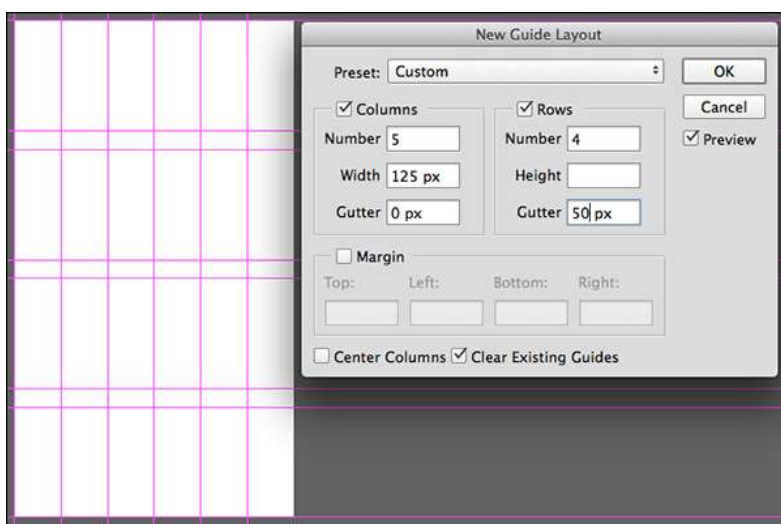 New Guide Layout
Preset: Custom
OK
Columns
Rows
Cancel
Number 5
Number 4
Preview
Width 125 px
Height
Gutter 0 px
Gutter 50 px
Margin
Top: Left: Bottom: Right:
Center Columns Clear Existing Guides